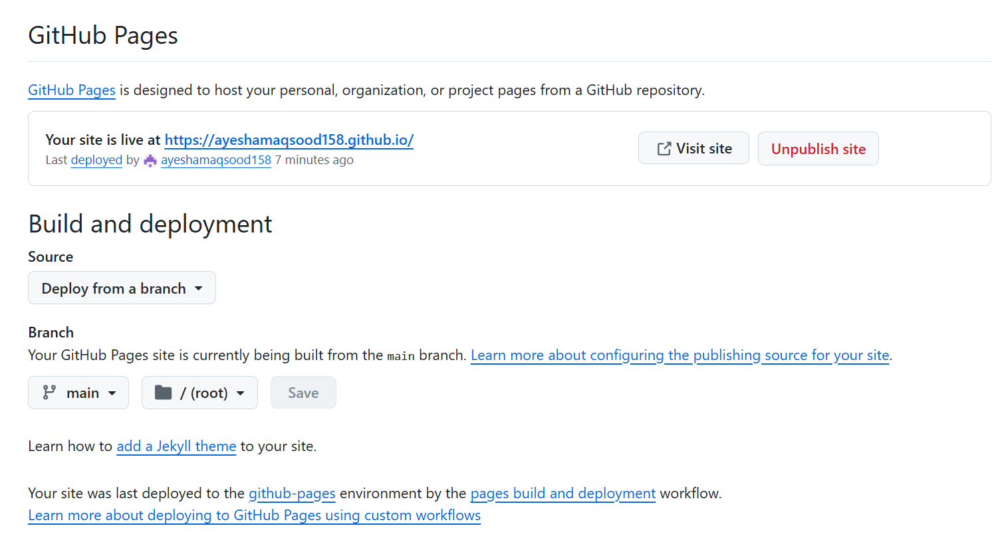 GitHub Pages
GitHub Pages is designed to host your personal, organization, or project pages from a GitHub repository.
Your site is live at https://ayeshamaqsood158.github.io/
Visit site
Unpublish site
Last deployed by ayeshamaqsood158 7 minutes ago
Build and deployment
Source
Deploy from a branch
Branch
Your GitHub Pages site is currently being built from the main branch. Learn more about configuring the publishing source for your site.
main
/ (root)
Save
Learn how to add a Jekyll theme to your site.
Your site was last deployed to the github-pages environment by the pages build and deployment workflow.
Learn more about deploying to GitHub Pages using custom workflows